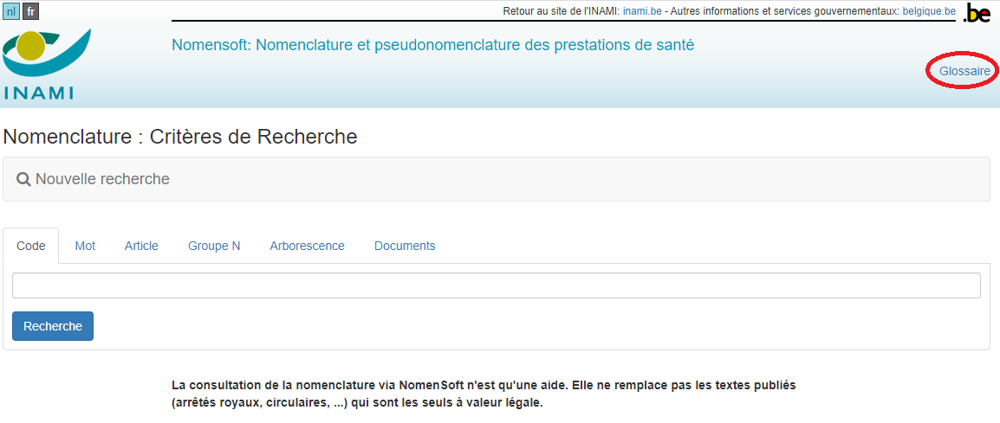 nl fr
Retour au site de l'INAMI: inami.be - Autres informations et services gouvernementaux: belgique.be
.be
Nomensoft: Nomenclature et pseudonomenclature des prestations de santé
Glossaire
INAMI
Nomenclature : Critères de Recherche
Nouvelle recherche
Code Mot Article Groupe N Arborescence Documents
Recherche
La consultation de la nomenclature via NomenSoft n'est qu'une aide. Elle ne remplace pas les textes publiés
(arrêtés royaux, circulaires, ...) qui sont les seuls à valeur légale.